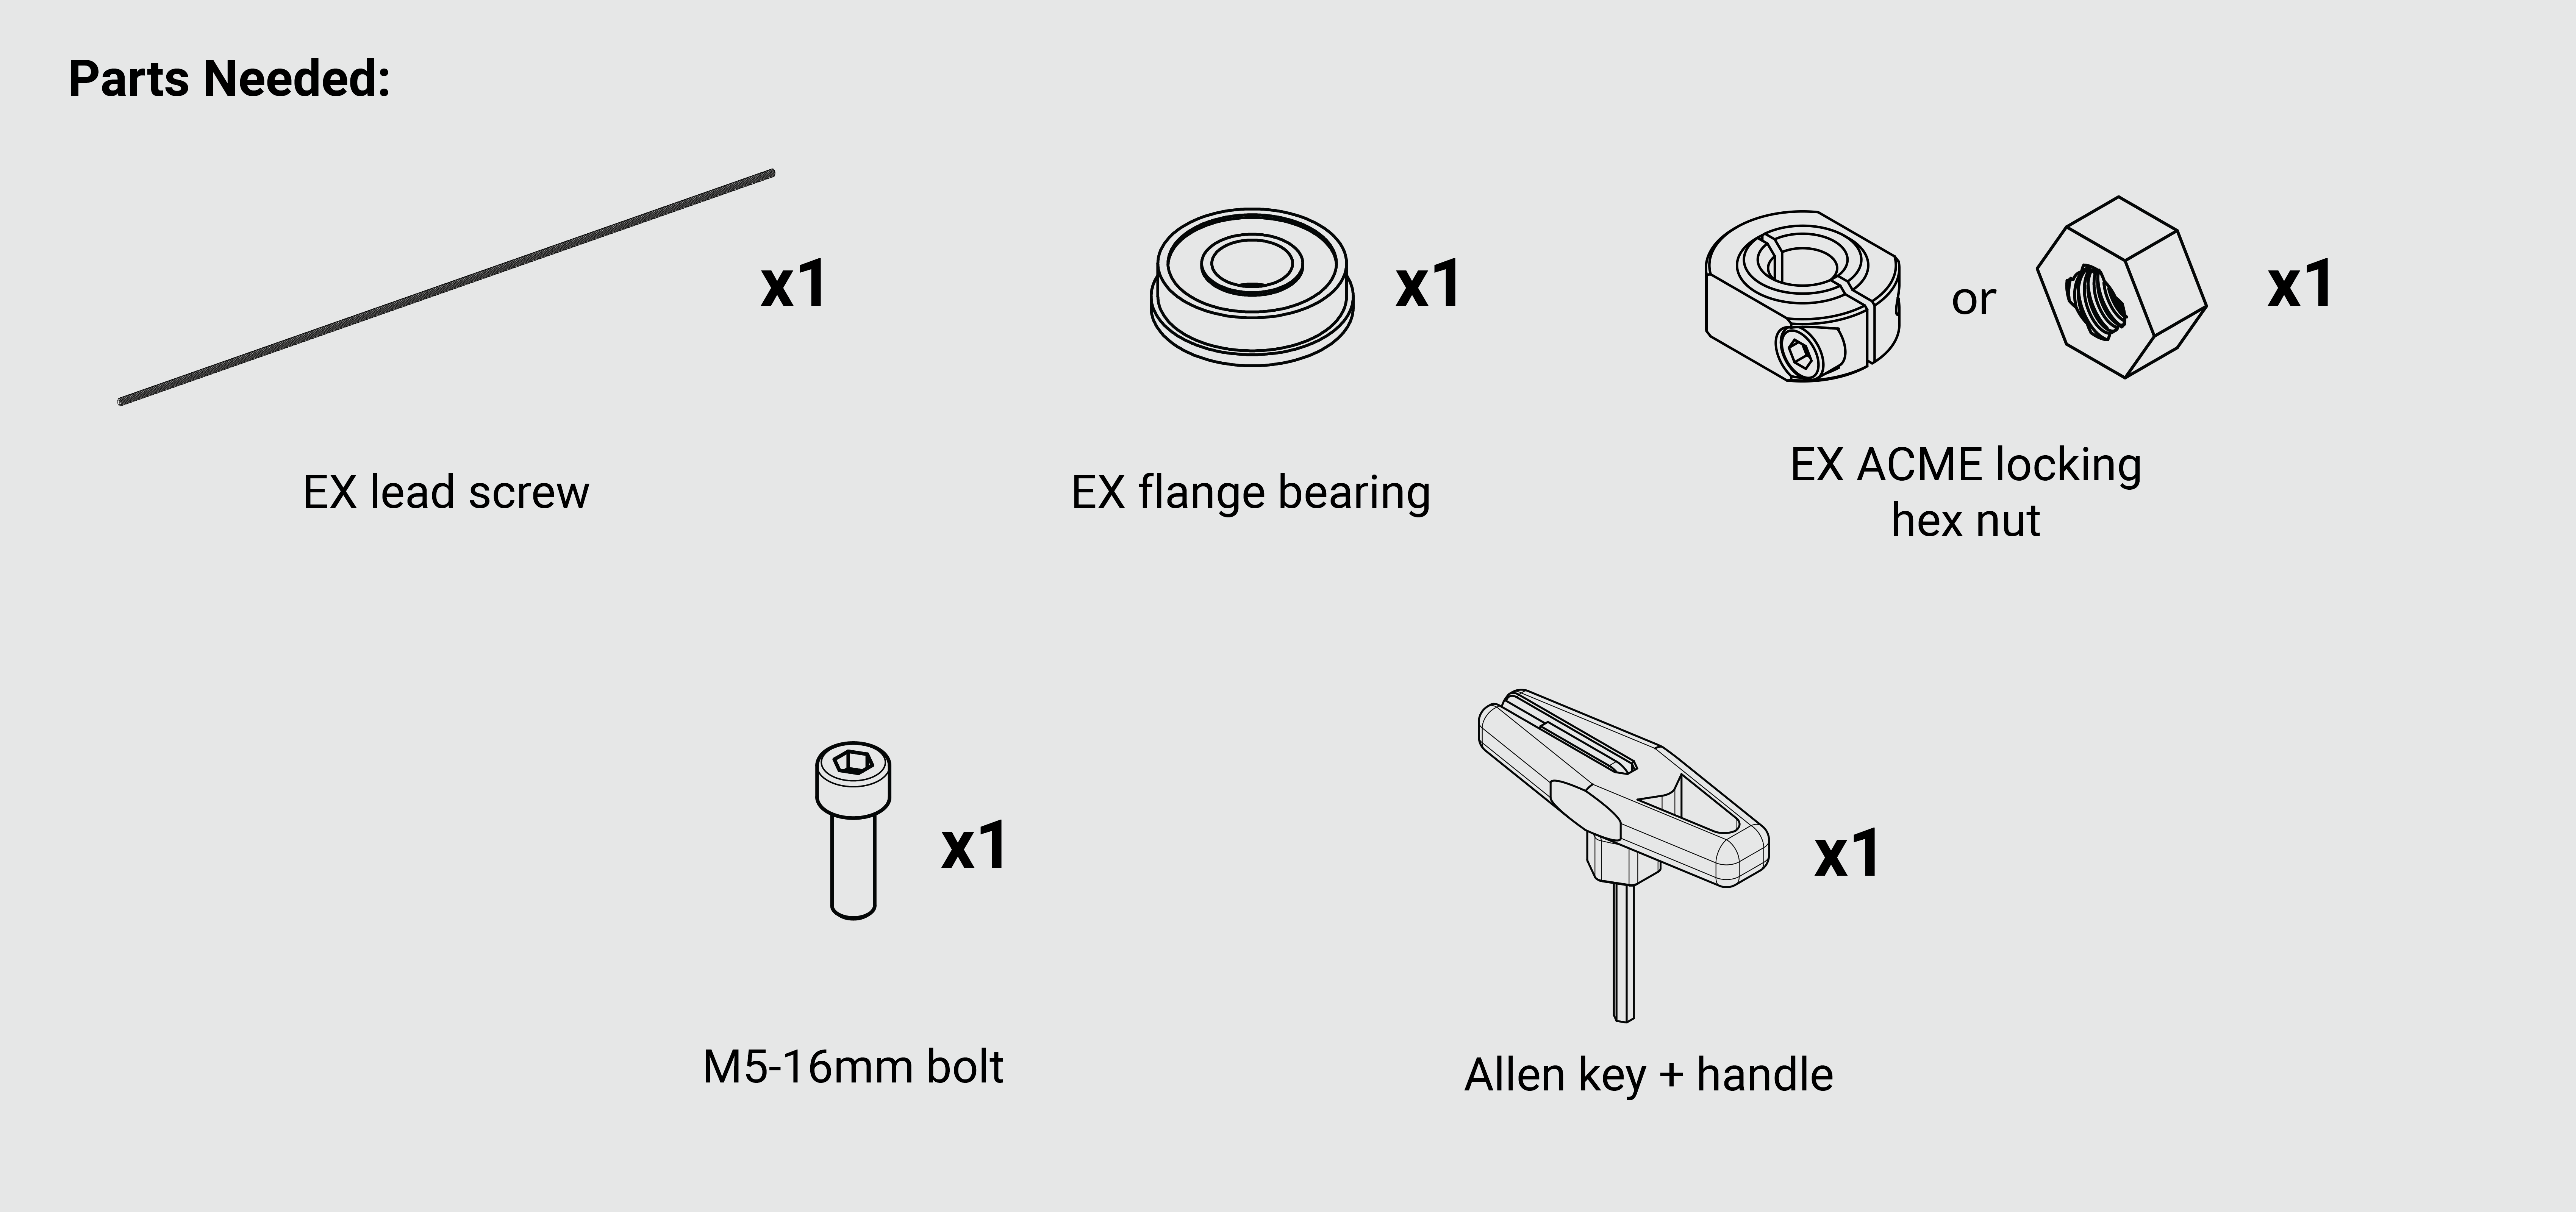 Parts Needed:
x1
x1
or
x1
EX lead screw
EX flange bearing
EX ACME locking
hex nut
x1
x1
M5-16mm bolt
Allen key + handle